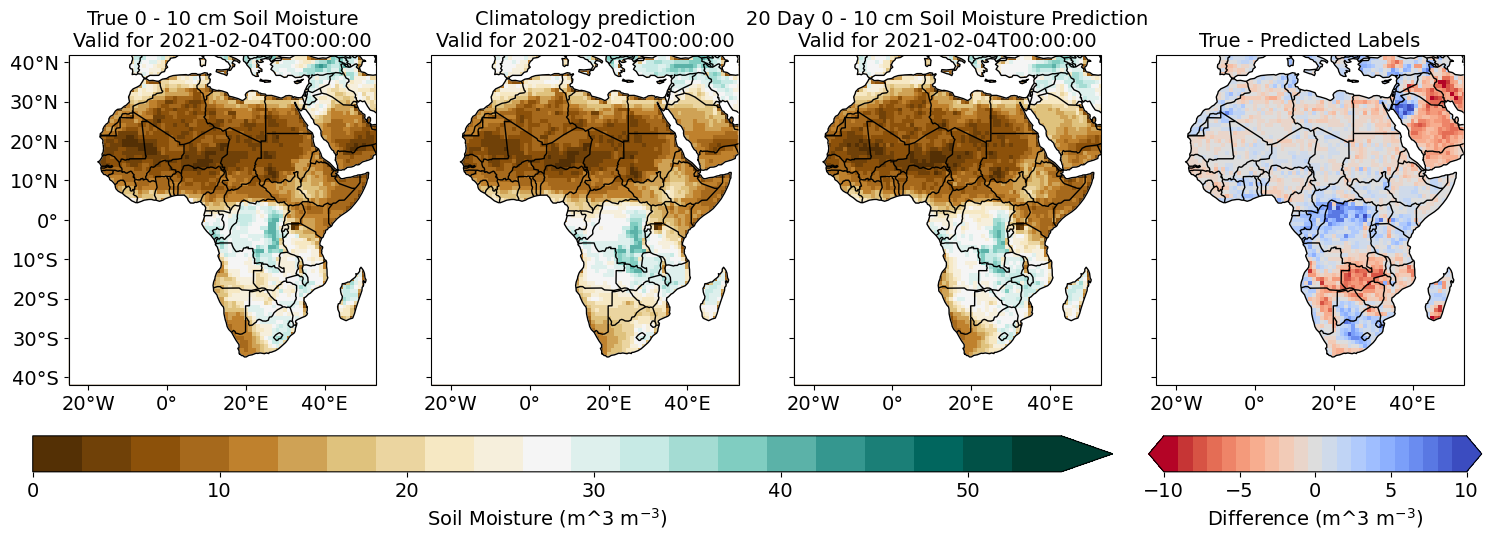 True 0 - 10 cm Soil Moisture
Valid for 2021-02-04T00:00:00
Climatology prediction
Valid for 2021-02-04T00:00:00
20 Day 0 - 10 cm Soil Moisture Prediction
Valid for 2021-02-04T00:00:00
True - Predicted Labels
40°N
30°N
20°N
10°N
0°
10°S
20°S
30°S
40°S
20°W 0° 20°E 40°E
20°W 0° 20°E 40°E
20°W 0° 20°E 40°E
20°W 0° 20°E 40°E
0 10 20 30 40 50
Soil Moisture (m^3 m⁻³)
−10 −5 0 5 10
Difference (m^3 m⁻³)